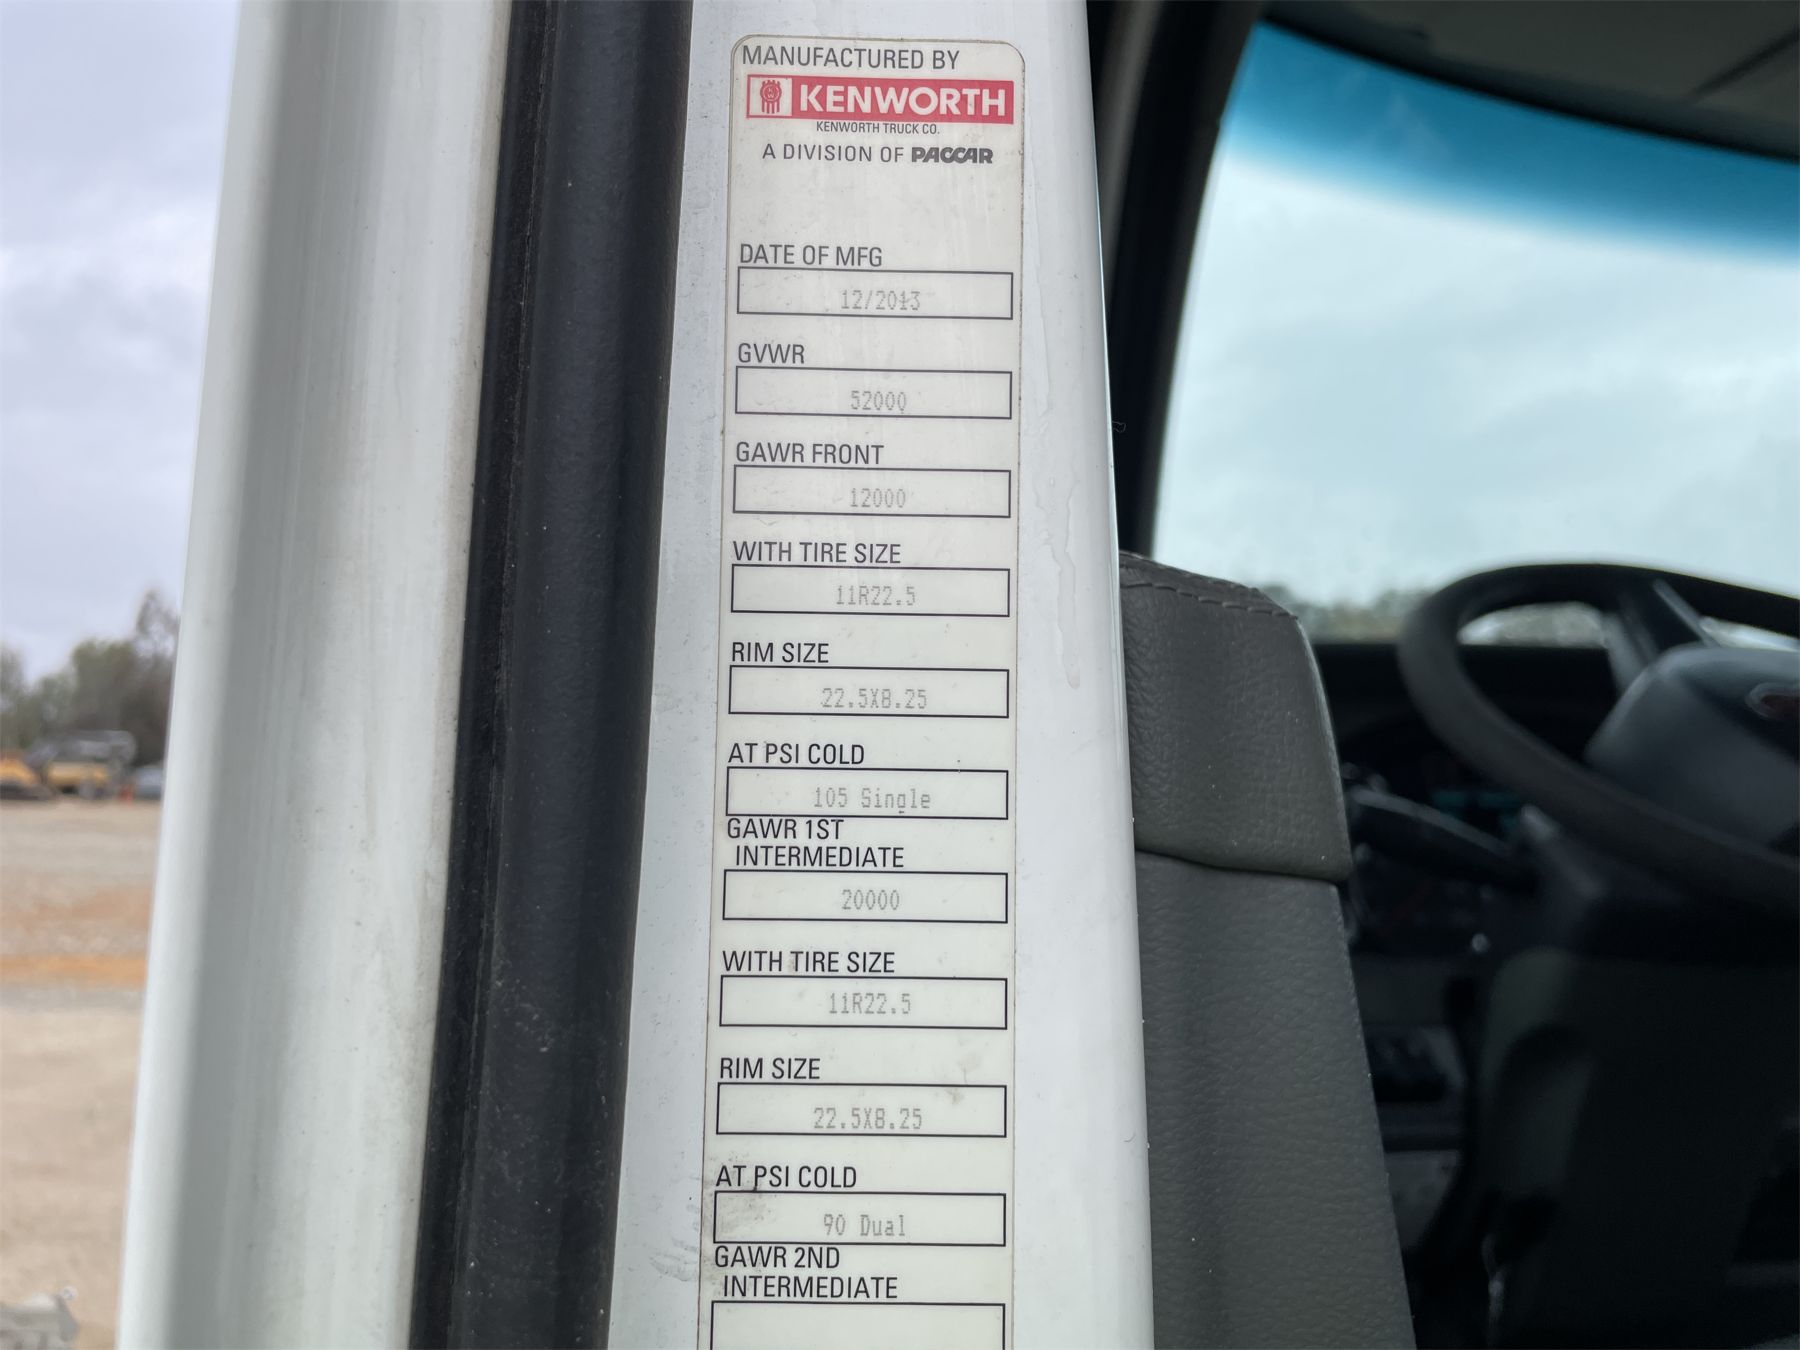 MANUFACTURED BY
KENWORTH
KENWORTH TRUCK CO.
A DIVISION OF PACCAR
DATE OF MFG
12/2013
GVWR
52000
GAWR FRONT
12000
WITH TIRE SIZE
11R22.5
RIM SIZE
22.5X8.25
AT PSI COLD
105 Single
GAWR 1ST
INTERMEDIATE
20000
WITH TIRE SIZE
11R22.5
RIM SIZE
22.5X8.25
AT PSI COLD
90 Dual
GAWR 2ND
INTERMEDIATE